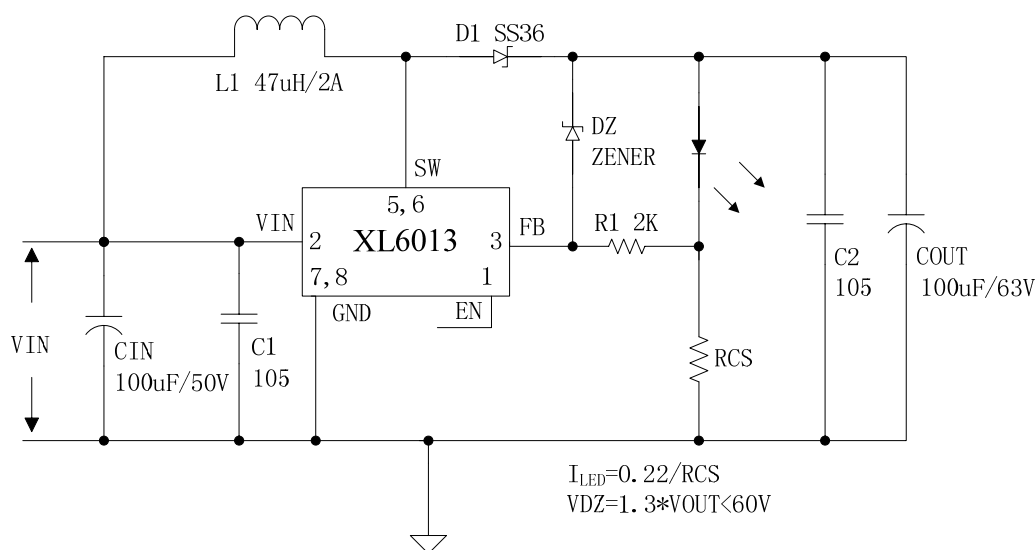 D1 SS36
L1 47uH/2A
DZ
ZENER
SW
5,6
VIN
2
XL6013
3
FB
R1 2K
7,8
1
GND
EN
VIN
CIN
100uF/50V
C1
105
RCS
C2
105
COUT
100uF/63V
ILED=0.22/RCS
VDZ=1.3*VOUT<60V